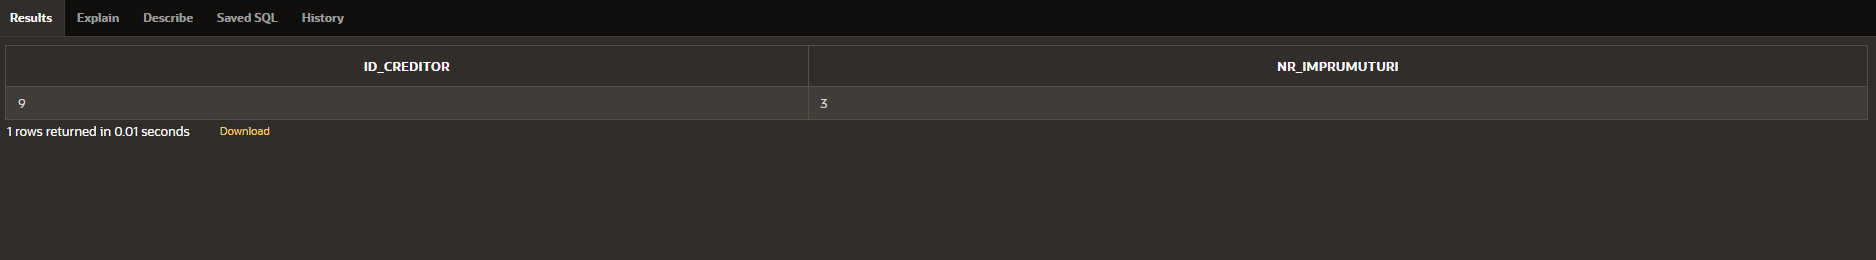 Results Explain Describe Saved SQL History
ID_CREDITOR NR_IMPRUMUTURI
9 3
1 rows returned in 0.01 seconds Download